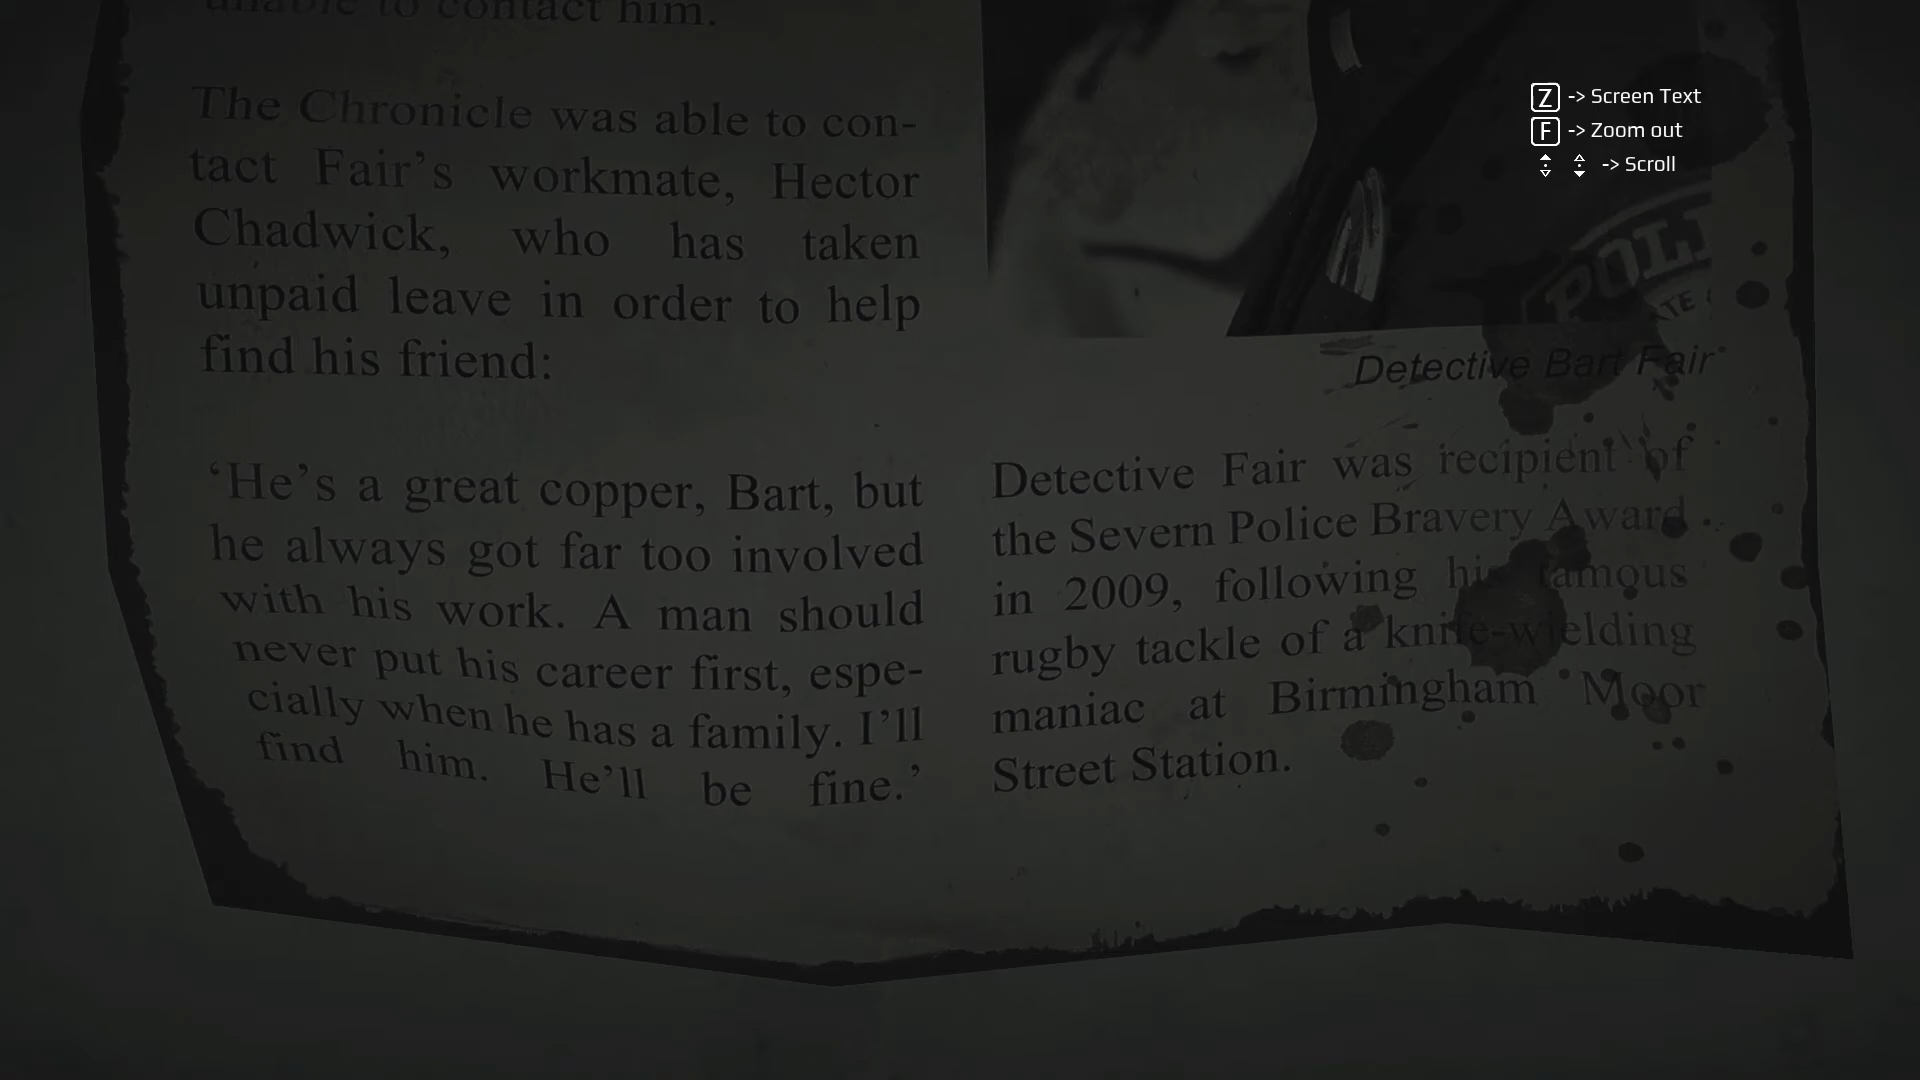 unable to contact him.
The Chronicle was able to con-
tact Fair's workmate, Hector
Chadwick, who has taken
unpaid leave in order to help
find his friend:
‘He's a great copper, Bart, but
he always got far too involved
with his work. A man should
never put his career first, espe-
cially when he has a family. I'll
find him. He'll be fine.’
POLI
Detective Bart Fair
Detective Fair was recipient of
the Severn Police Bravery Award
in 2009, following his famous
rugby tackle of a knife-wielding
maniac at Birmingham Moor
Street Station.
Z -> Screen Text
F -> Zoom out
-> Scroll